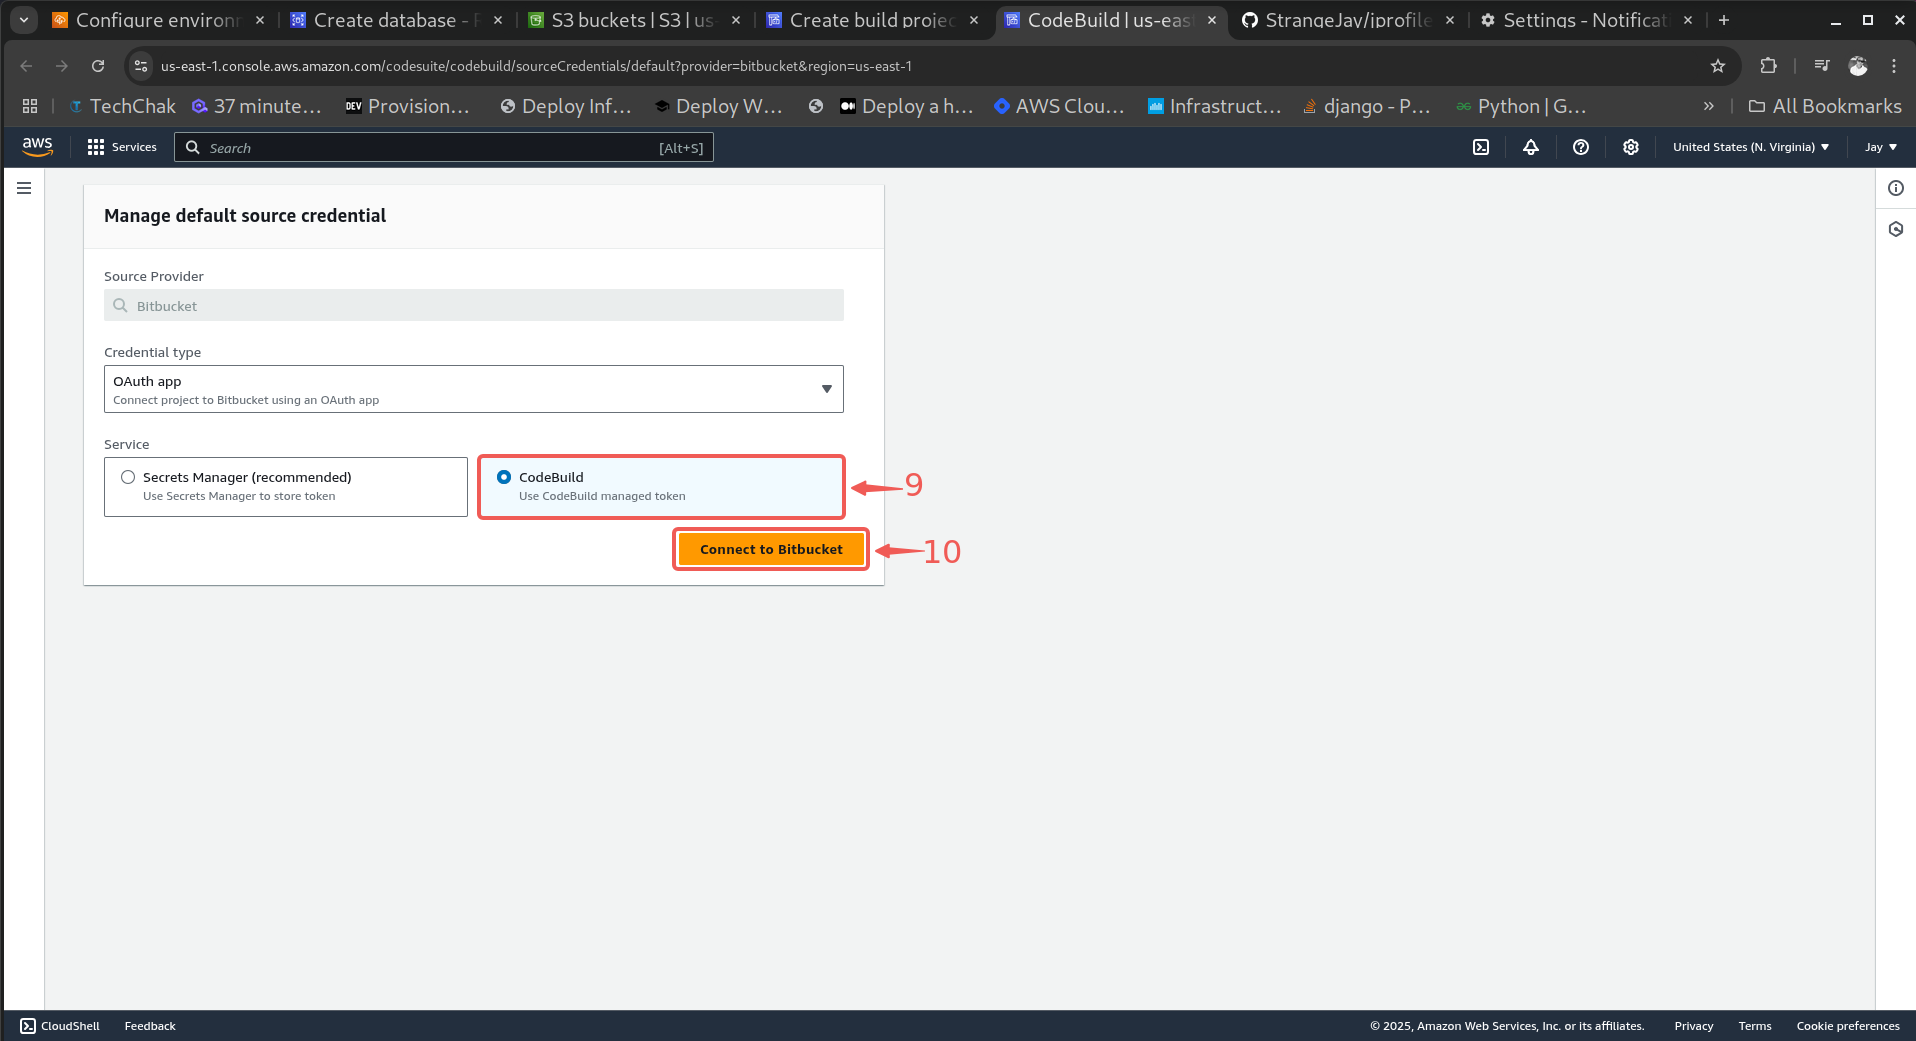 Configure environ
Create database - 
S3 buckets | S3 | us-
Create build projec
CodeBuild | us-east
StrangeJay/jprofile
Settings - Notificati
us-east-1.console.aws.amazon.com/codesuite/codebuild/sourceCredentials/default?provider=bitbucket&region=us-east-1
TechChak
37 minute...
DEV Provision...
Deploy Inf...
Deploy W...
Deploy a h...
AWS Clou...
Infrastruct...
django - P...
Python | G...
»
All Bookmarks
aws
Services
Search
[Alt+S]
United States (N. Virginia)
Jay
Manage default source credential
Source Provider
Bitbucket
Credential type
OAuth app
Connect project to Bitbucket using an OAuth app
Service
Secrets Manager (recommended)
Use Secrets Manager to store token
CodeBuild
Use CodeBuild managed token
9
Connect to Bitbucket
10
CloudShell
Feedback
© 2025, Amazon Web Services, Inc. or its affiliates.
Privacy
Terms
Cookie preferences